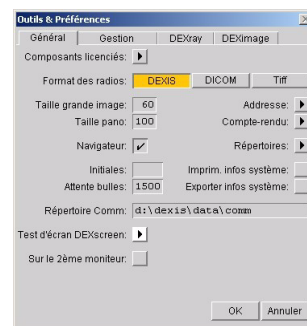 Outils & Préférences
Général Gestion DEXray DEXimage
Composants licenciés:
Format des radios: DEXIS DICOM Tiff
Taille grande image: 60 Addresse:
Taille pano: 100 Compte-rendu:
Navigateur: Répertoires:
Initiales: Imprim. infos système:
Attente bulles: 1500 Exporter infos système:
Répertoire Comm: d:\dexis\data\comm
Test d'écran DEXscreen:
Sur le 2ème moniteur:
OK Annuler